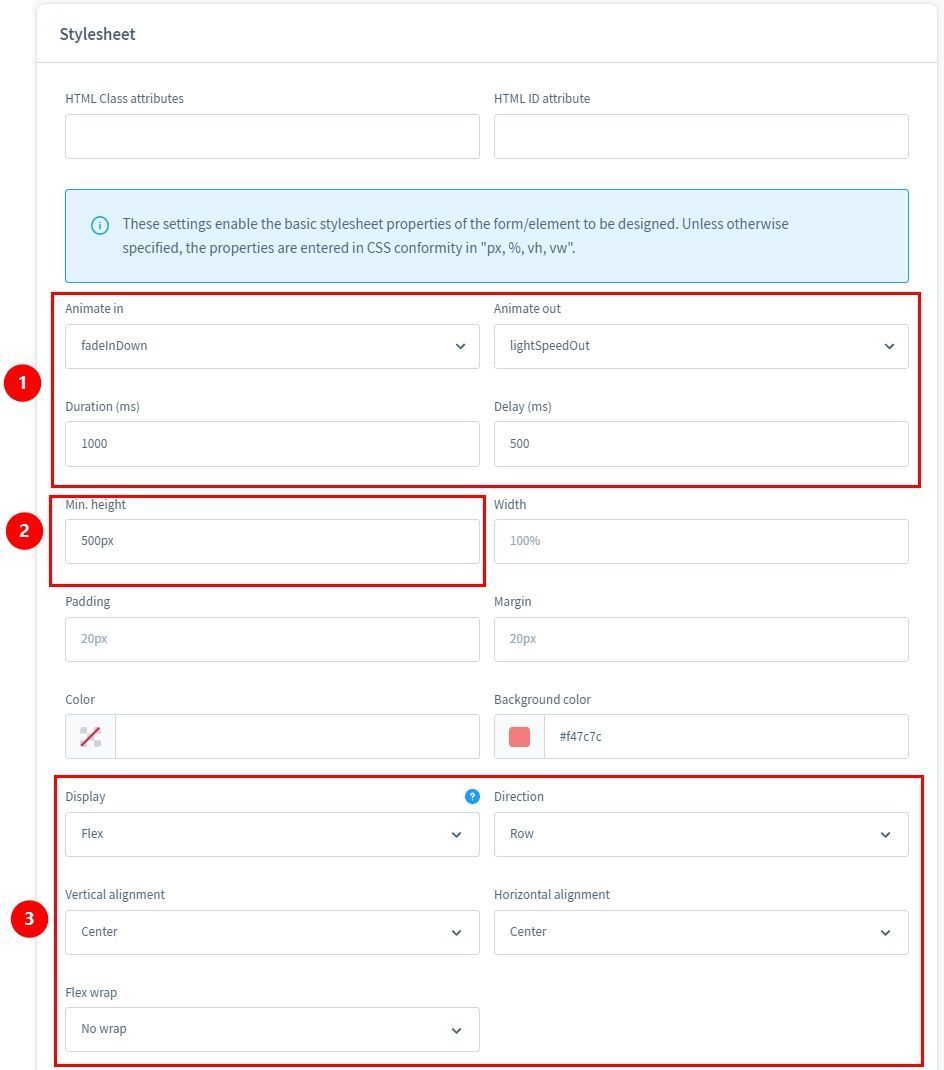 Stylesheet
HTML Class attributes
HTML ID attribute
These settings enable the basic stylesheet properties of the form/element to be designed. Unless otherwise
specified, the properties are entered in CSS conformity in "px, %, vh, vw".
Animate in
Animate out
fadeInDown
lightSpeedOut
1
Duration (ms)
Delay (ms)
1000
500
Min. height
Width
2
500px
100%
Padding
Margin
20px
20px
Color
Background color
#f47c7c
Display
?
Direction
Flex
Row
Vertical alignment
Horizontal alignment
3
Center
Center
Flex wrap
No wrap